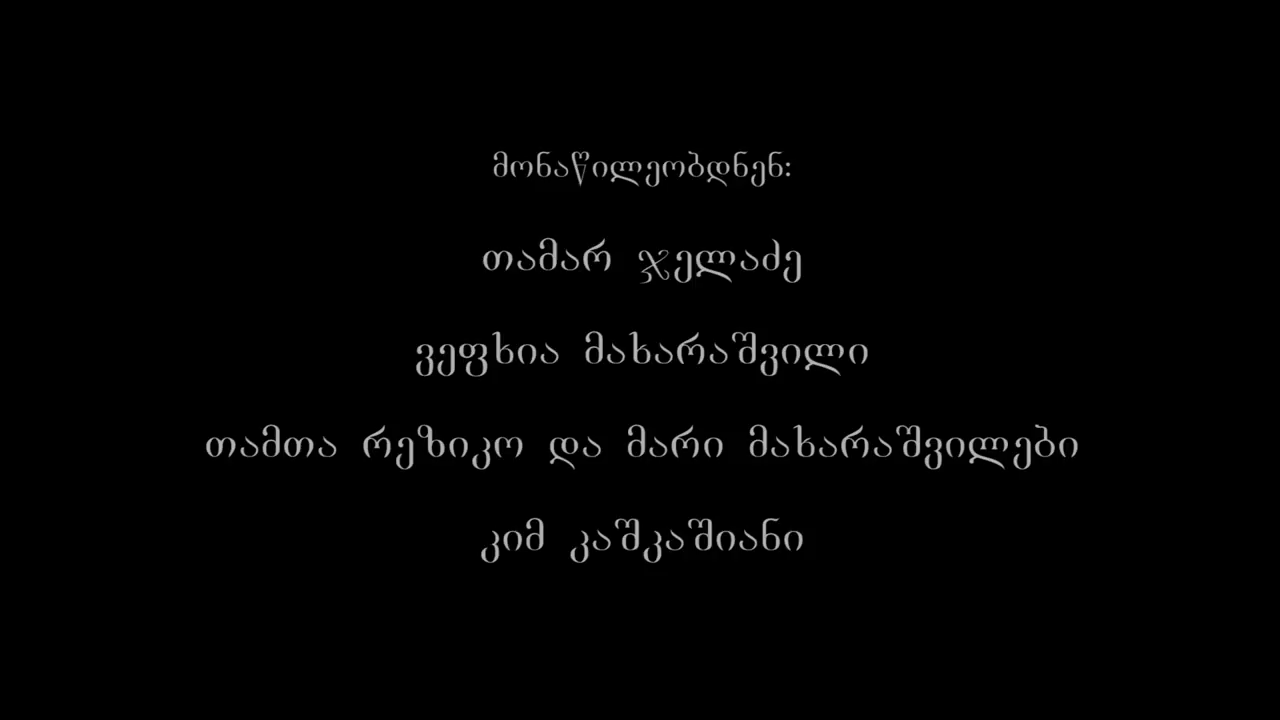 მონაწილეობდნენ:
თამარ ჯელაძე
ვეფხია მახარაშვილი
თამთა რეზიკო და მარი მახარაშვილები
კიმ კაშკაშიანი